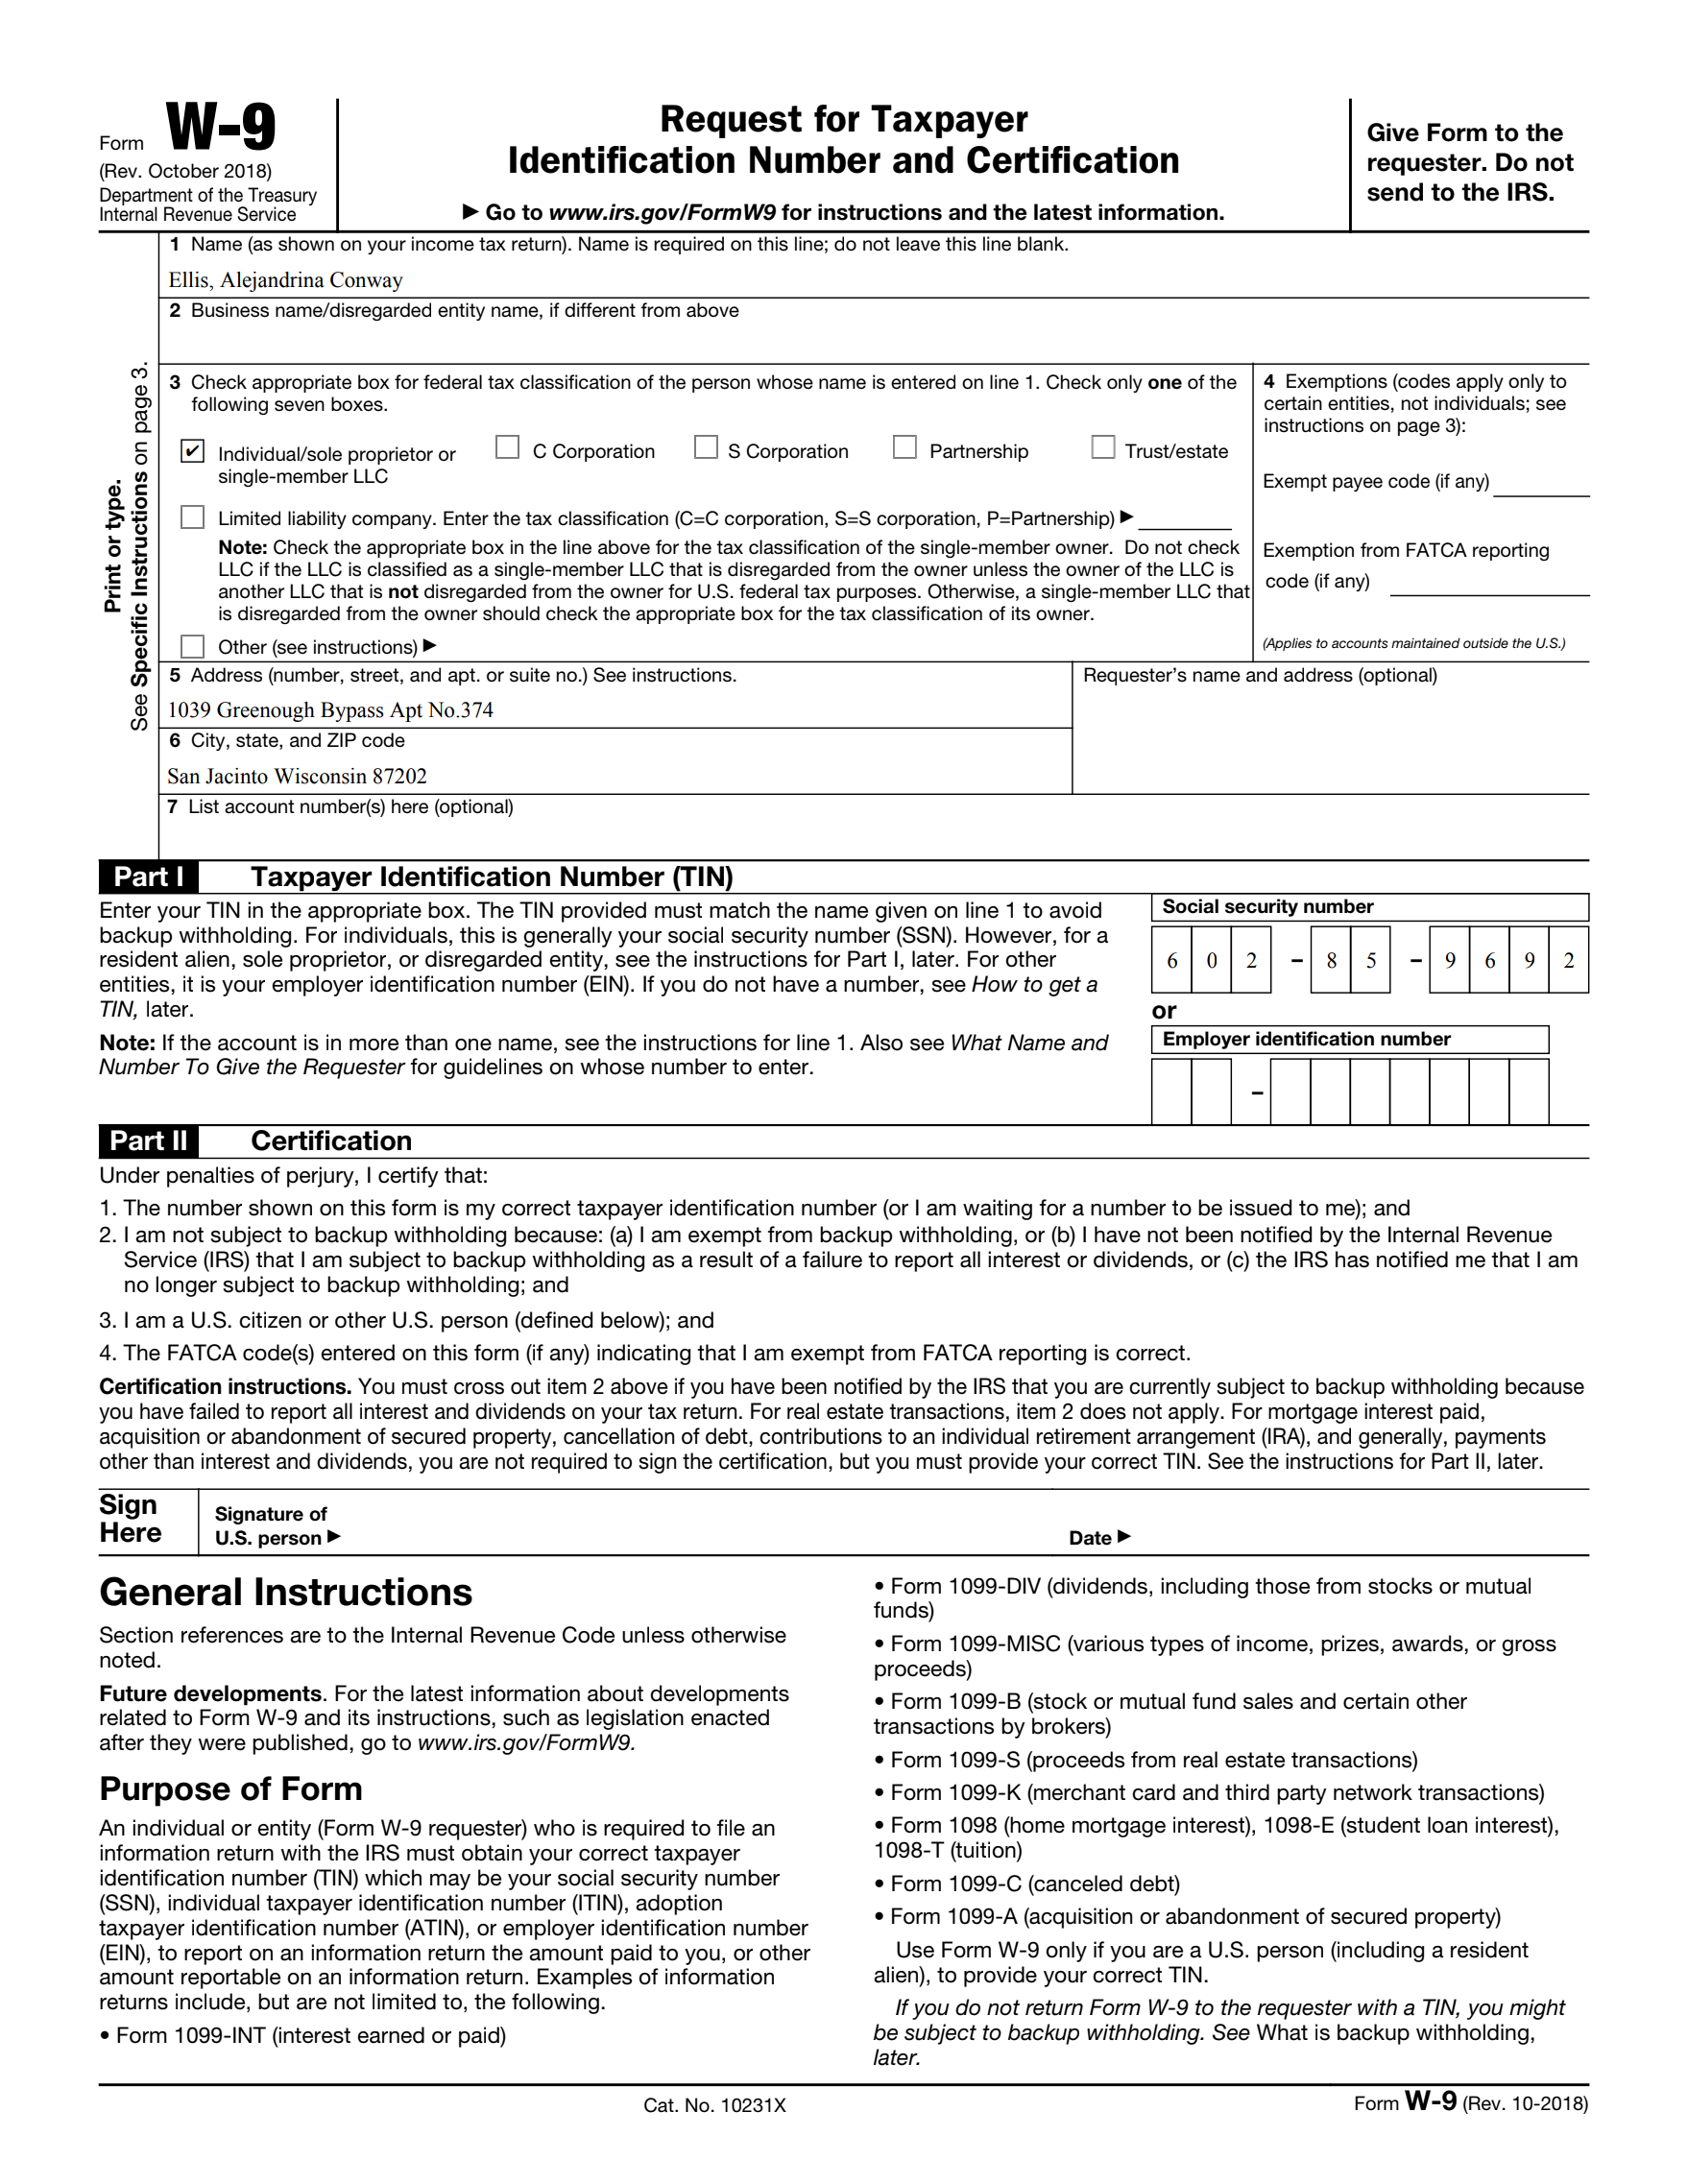 Form W-9
(Rev. October 2018)
Department of the Treasury
Internal Revenue Service
Request for Taxpayer
Identification Number and Certification
▶ Go to www.irs.gov/FormW9 for instructions and the latest information.
Give Form to the
requester. Do not
send to the IRS.
Print or type.
See Specific Instructions on page 3.
1 Name (as shown on your income tax return). Name is required on this line; do not leave this line blank.
Ellis, Alejandrina Conway
2 Business name/disregarded entity name, if different from above
3 Check appropriate box for federal tax classification of the person whose name is entered on line 1. Check only one of the
following seven boxes.
✔ Individual/sole proprietor or
single-member LLC
C Corporation
S Corporation
Partnership
Trust/estate
Limited liability company. Enter the tax classification (C=C corporation, S=S corporation, P=Partnership) ▶
Note: Check the appropriate box in the line above for the tax classification of the single-member owner. Do not check
LLC if the LLC is classified as a single-member LLC that is disregarded from the owner unless the owner of the LLC is
another LLC that is not disregarded from the owner for U.S. federal tax purposes. Otherwise, a single-member LLC that
is disregarded from the owner should check the appropriate box for the tax classification of its owner.
Other (see instructions) ▶
4 Exemptions (codes apply only to
certain entities, not individuals; see
instructions on page 3):
Exempt payee code (if any)
Exemption from FATCA reporting
code (if any)
(Applies to accounts maintained outside the U.S.)
5 Address (number, street, and apt. or suite no.) See instructions.
1039 Greenough Bypass Apt No.374
Requester's name and address (optional)
6 City, state, and ZIP code
San Jacinto Wisconsin 87202
7 List account number(s) here (optional)
Part I Taxpayer Identification Number (TIN)
Enter your TIN in the appropriate box. The TIN provided must match the name given on line 1 to avoid
backup withholding. For individuals, this is generally your social security number (SSN). However, for a
resident alien, sole proprietor, or disregarded entity, see the instructions for Part I, later. For other
entities, it is your employer identification number (EIN). If you do not have a number, see How to get a
TIN, later.
Note: If the account is in more than one name, see the instructions for line 1. Also see What Name and
Number To Give the Requester for guidelines on whose number to enter.
Social security number
6 0 2 – 8 5 – 9 6 9 2
or
Employer identification number
–
Part II Certification
Under penalties of perjury, I certify that:
1. The number shown on this form is my correct taxpayer identification number (or I am waiting for a number to be issued to me); and
2. I am not subject to backup withholding because: (a) I am exempt from backup withholding, or (b) I have not been notified by the Internal Revenue
Service (IRS) that I am subject to backup withholding as a result of a failure to report all interest or dividends, or (c) the IRS has notified me that I am
no longer subject to backup withholding; and
3. I am a U.S. citizen or other U.S. person (defined below); and
4. The FATCA code(s) entered on this form (if any) indicating that I am exempt from FATCA reporting is correct.
Certification instructions. You must cross out item 2 above if you have been notified by the IRS that you are currently subject to backup withholding because
you have failed to report all interest and dividends on your tax return. For real estate transactions, item 2 does not apply. For mortgage interest paid,
acquisition or abandonment of secured property, cancellation of debt, contributions to an individual retirement arrangement (IRA), and generally, payments
other than interest and dividends, you are not required to sign the certification, but you must provide your correct TIN. See the instructions for Part II, later.
Sign
Here
Signature of
U.S. person ▶
Date ▶
General Instructions
Section references are to the Internal Revenue Code unless otherwise
noted.
Future developments. For the latest information about developments
related to Form W-9 and its instructions, such as legislation enacted
after they were published, go to www.irs.gov/FormW9.
Purpose of Form
An individual or entity (Form W-9 requester) who is required to file an
information return with the IRS must obtain your correct taxpayer
identification number (TIN) which may be your social security number
(SSN), individual taxpayer identification number (ITIN), adoption
taxpayer identification number (ATIN), or employer identification number
(EIN), to report on an information return the amount paid to you, or other
amount reportable on an information return. Examples of information
returns include, but are not limited to, the following.
• Form 1099-INT (interest earned or paid)
• Form 1099-DIV (dividends, including those from stocks or mutual
funds)
• Form 1099-MISC (various types of income, prizes, awards, or gross
proceeds)
• Form 1099-B (stock or mutual fund sales and certain other
transactions by brokers)
• Form 1099-S (proceeds from real estate transactions)
• Form 1099-K (merchant card and third party network transactions)
• Form 1098 (home mortgage interest), 1098-E (student loan interest),
1098-T (tuition)
• Form 1099-C (canceled debt)
• Form 1099-A (acquisition or abandonment of secured property)
Use Form W-9 only if you are a U.S. person (including a resident
alien), to provide your correct TIN.
If you do not return Form W-9 to the requester with a TIN, you might
be subject to backup withholding. See What is backup withholding,
later.
Cat. No. 10231X
Form W-9 (Rev. 10-2018)